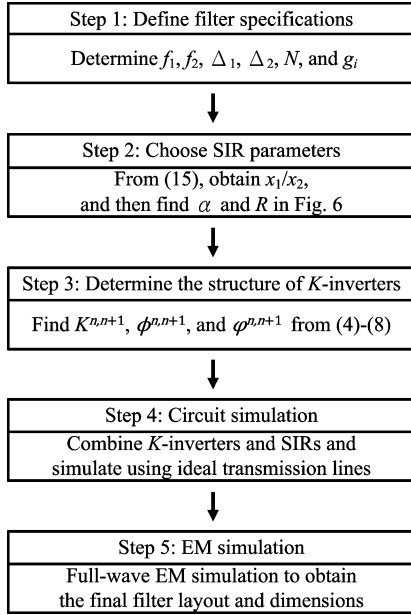 Step 1: Define filter specifications
Determine f₁, f₂, Δ₁, Δ₂, N, and gᵢ
Step 2: Choose SIR parameters
From (15), obtain x₁/x₂,
and then find α and R in Fig. 6
Step 3: Determine the structure of K-inverters
Find Kⁿ,ⁿ⁺¹, ϕⁿ,ⁿ⁺¹, and φⁿ,ⁿ⁺¹ from (4)-(8)
Step 4: Circuit simulation
Combine K-inverters and SIRs and
simulate using ideal transmission lines
Step 5: EM simulation
Full-wave EM simulation to obtain
the final filter layout and dimensions